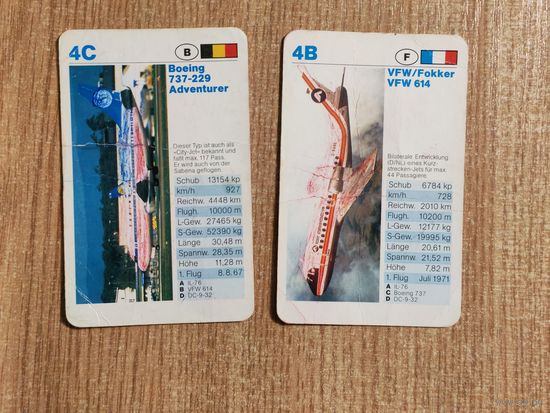 4C
B
Boeing
737-229
Adventurer
Dieser Typ ist auch als
»City-Jet« bekannt und
faßt max. 117 Pass.
Er wird auch von der
Sabena geflogen.
Schub 13154 kp
km/h 927
Reichw. 4448 km
Flugh. 10000 m
L-Gew. 27465 kg
S-Gew. 52390 kg
Länge 30,48 m
Spannw. 28,35 m
Höhe 11,28 m
1. Flug 8.8.67
A IL-76
B VFW 614
D DC-9-32
4B
F
VFW/Fokker
VFW 614
Bilaterale Entwicklung
(D/NL) eines Kurz-
strecken-Jets für max.
44 Passagiere
Schub 6784 kp
km/h 728
Reichw. 2010 km
Flugh. 10200 m
L-Gew. 12177 kg
S-Gew. 19995 kg
Länge 20,61 m
Spannw. 21,52 m
Höhe 7,82 m
1. Flug Juli 1971
A IL-76
C Boeing 737
D DC-9-32